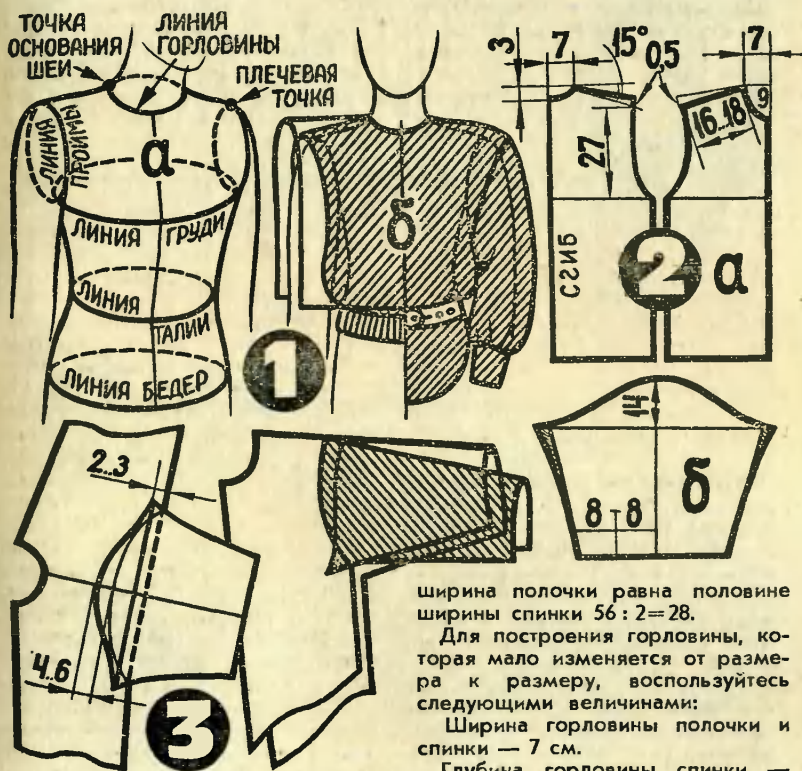 ТОЧКА
ОСНОВАНИЯ
ШЕИ
ЛИНИЯ
ГОРЛОВИНЫ
ПЛЕЧЕВАЯ
ТОЧКА
ЛИНИЯ
ПРОЙМЫ
а
ЛИНИЯ ГРУДИ
ЛИНИЯ
ТАЛИИ
ЛИНИЯ БЕДЕР
б
1
3
7
15°
0,5
7
9
27
16..18
СГИБ
2
а
14
8-8
б
2..3
4..6
3
ширина полочки равна половине
ширины спинки 56 : 2=28.
Для построения горловины, ко-
торая мало изменяется от разме-
ра к размеру, воспользуйтесь
следующими величинами:
Ширина горловины полочки и
спинки — 7 см.
Глубина горловины спинки —